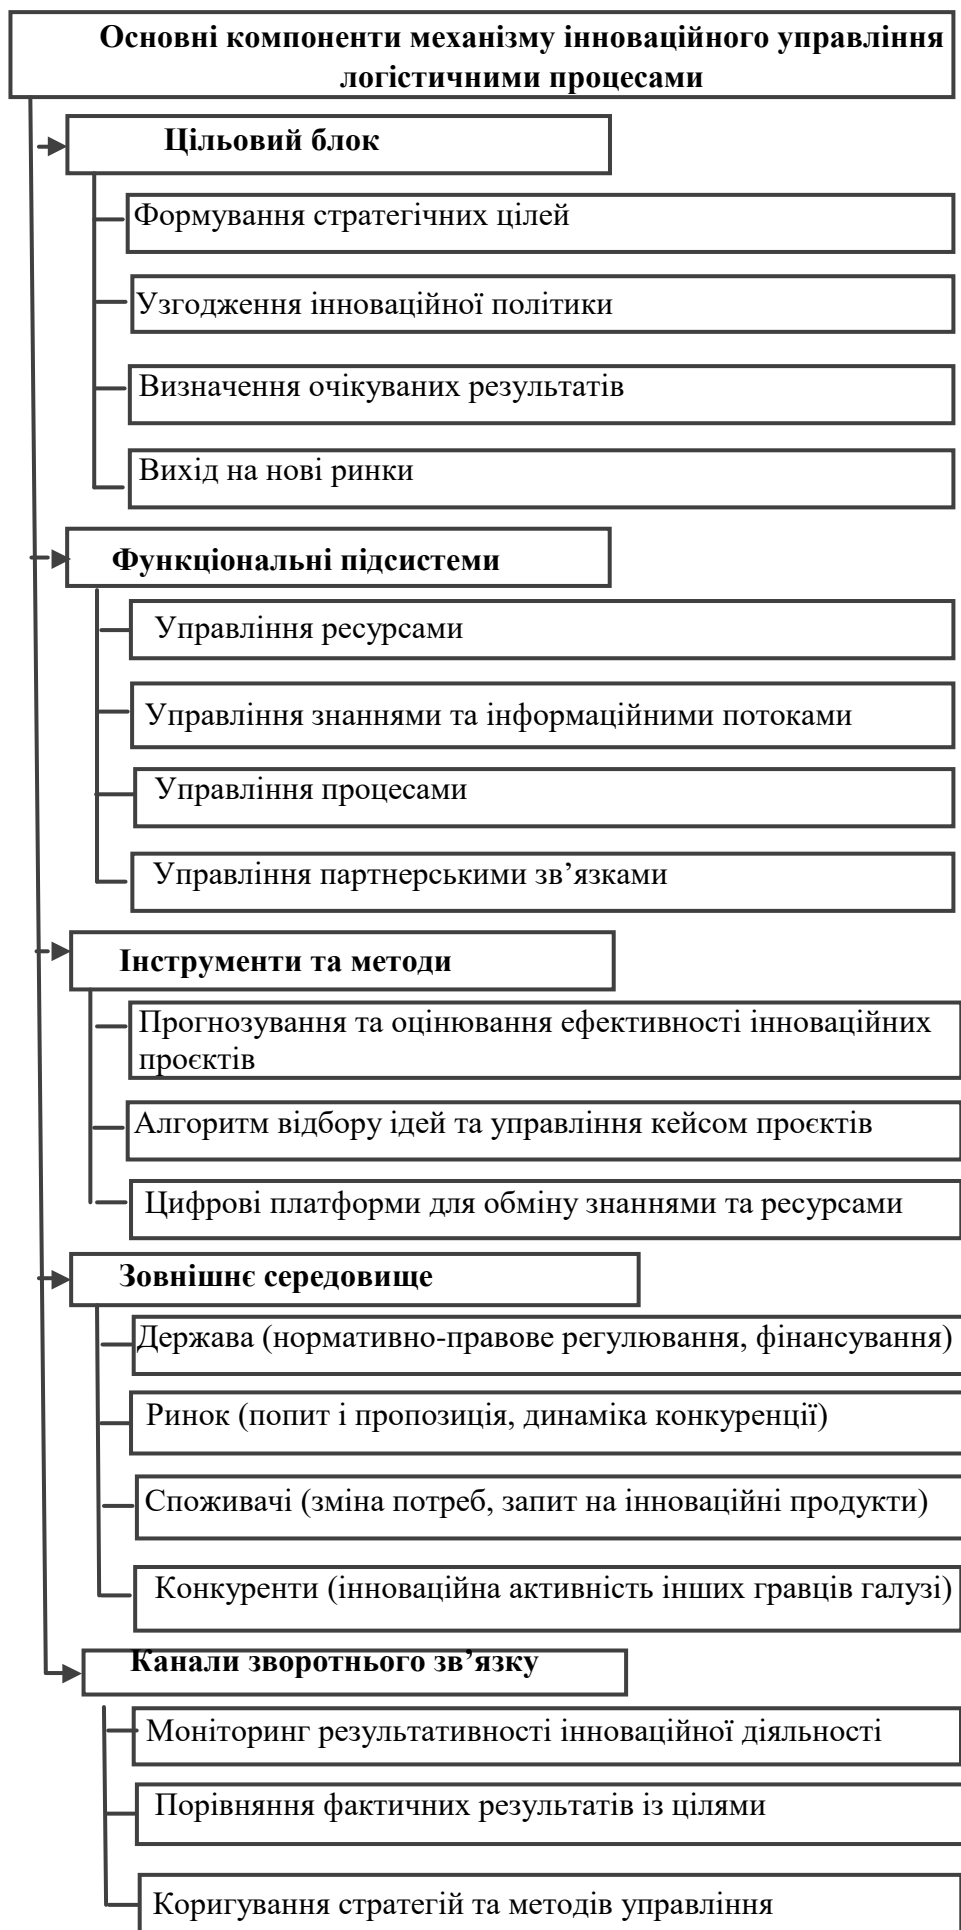 Основні компоненти механізму інноваційного управління
логістичними процесами
Цільовий блок
Формування стратегічних цілей
Узгодження інноваційної політики
Визначення очікуваних результатів
Вихід на нові ринки
Функціональні підсистеми
Управління ресурсами
Управління знаннями та інформаційними потоками
Управління процесами
Управління партнерськими зв’язками
Інструменти та методи
Прогнозування та оцінювання ефективності інноваційних
проєктів
Алгоритм відбору ідей та управління кейсом проєктів
Цифрові платформи для обміну знаннями та ресурсами
Зовнішнє середовище
Держава (нормативно-правове регулювання, фінансування)
Ринок (попит і пропозиція, динаміка конкуренції)
Споживачі (зміна потреб, запит на інноваційні продукти)
Конкуренти (інноваційна активність інших гравців галузі)
Канали зворотнього зв’язку
Моніторинг результативності інноваційної діяльності
Порівняння фактичних результатів із цілями
Коригування стратегій та методів управління